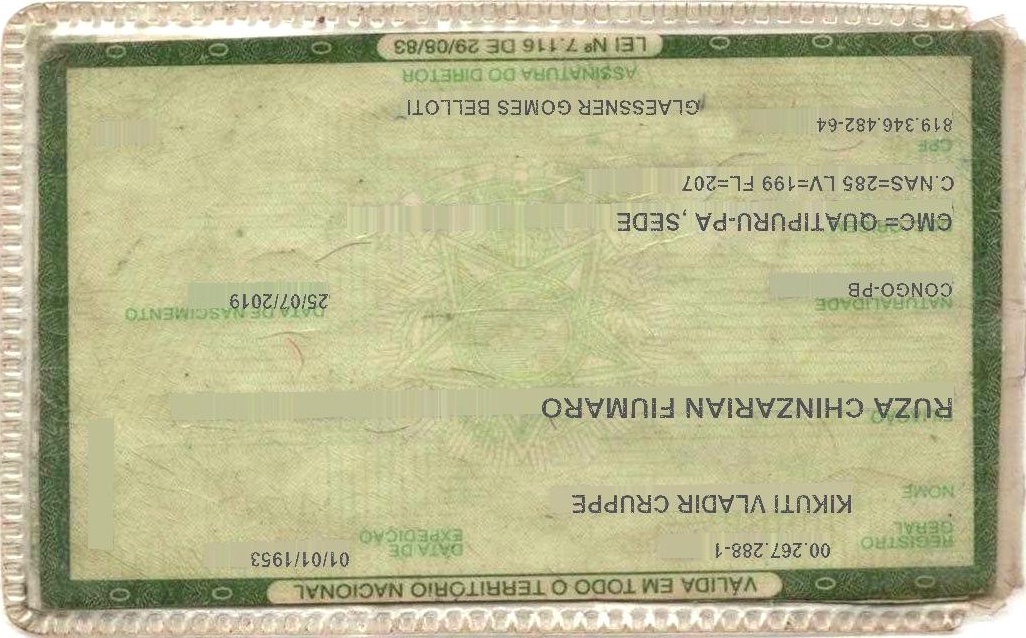 VÁLIDA EM TODO O TERRITÓRIO NACIONAL
REGISTRO GERAL 00.267.288-1 DATA DE EXPEDIÇÃO 01/01/1953
NOME KIKUTI VLADIR CRUPPE
FILIAÇÃO
RUZA CHINZARIAN FIUMARO
NATURALIDADE CONGO-PB DATA DE NASCIMENTO 25/07/2019
CMC= QUATIPURU-PA ,SEDE
C.NAS=285 LV=199 FL=207
CPF
819.346.482-64
GLAESSNER GOMES BELLOTI
ASSINATURA DO DIRETOR
LEI Nº 7.116 DE 29/08/83